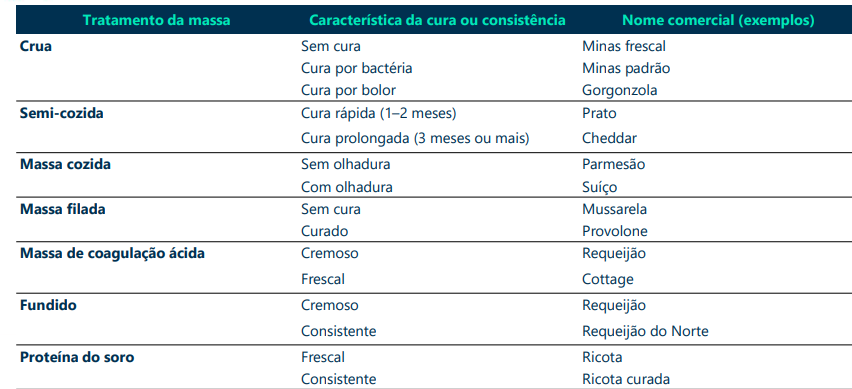 Tratamento da massa Característica da cura ou consistência Nome comercial (exemplos)
Crua Sem cura Minas frescal
Cura por bactéria Minas padrão
Cura por bolor Gorgonzola
Semi-cozida Cura rápida (1–2 meses) Prato
Cura prolongada (3 meses ou mais) Cheddar
Massa cozida Sem olhadura Parmesão
Com olhadura Suíço
Massa filada Sem cura Mussarela
Curado Provolone
Massa de coagulação ácida Cremoso Requeijão
Frescal Cottage
Fundido Cremoso Requeijão
Consistente Requeijão do Norte
Proteína do soro Frescal Ricota
Consistente Ricota curada